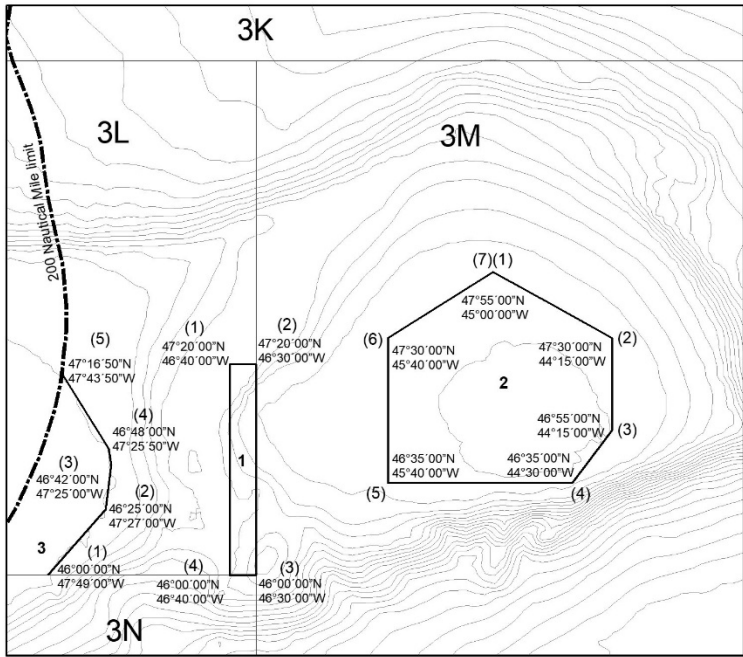 3K
3L
3M
200 Nautical Mile limit
(7)(1)
47°55´00"N
45°00´00"W
(1)
47°20´00"N
46°40´00"W
(2)
47°20´00"N
46°30´00"W
(5)
47°16´50"N
47°43´50"W
(6)
47°30´00"N
45°40´00"W
47°30´00"N
44°15´00"W
(2)
2
(4)
46°48´00"N
47°25´50"W
46°55´00"N
44°15´00"W
(3)
1
(3)
46°42´00"N
47°25´00"W
46°35´00"N
45°40´00"W
(5)
46°35´00"N
44°30´00"W
(4)
(2)
46°25´00"N
47°27´00"W
3
(1)
46°00´00"N
47°49´00"W
(4)
46°00´00"N
46°40´00"W
(3)
46°00´00"N
46°30´00"W
3N